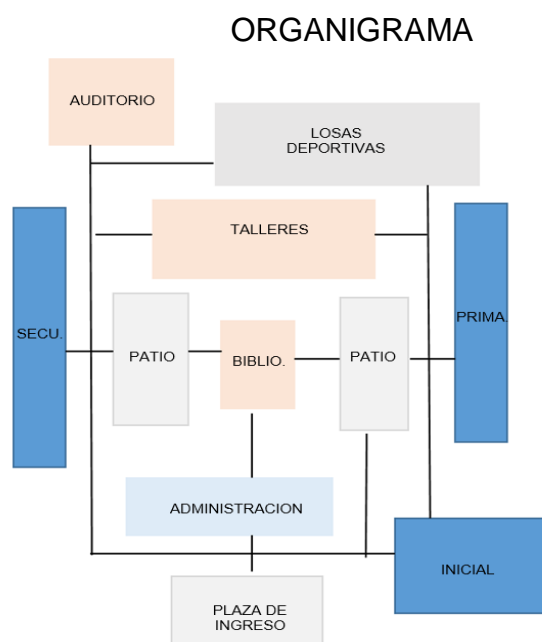 ORGANIGRAMA
AUDITORIO
LOSAS
DEPORTIVAS
TALLERES
SECU.
PATIO
BIBLIO.
PATIO
PRIMA.
ADMINISTRACION
INICIAL
PLAZA DE
INGRESO